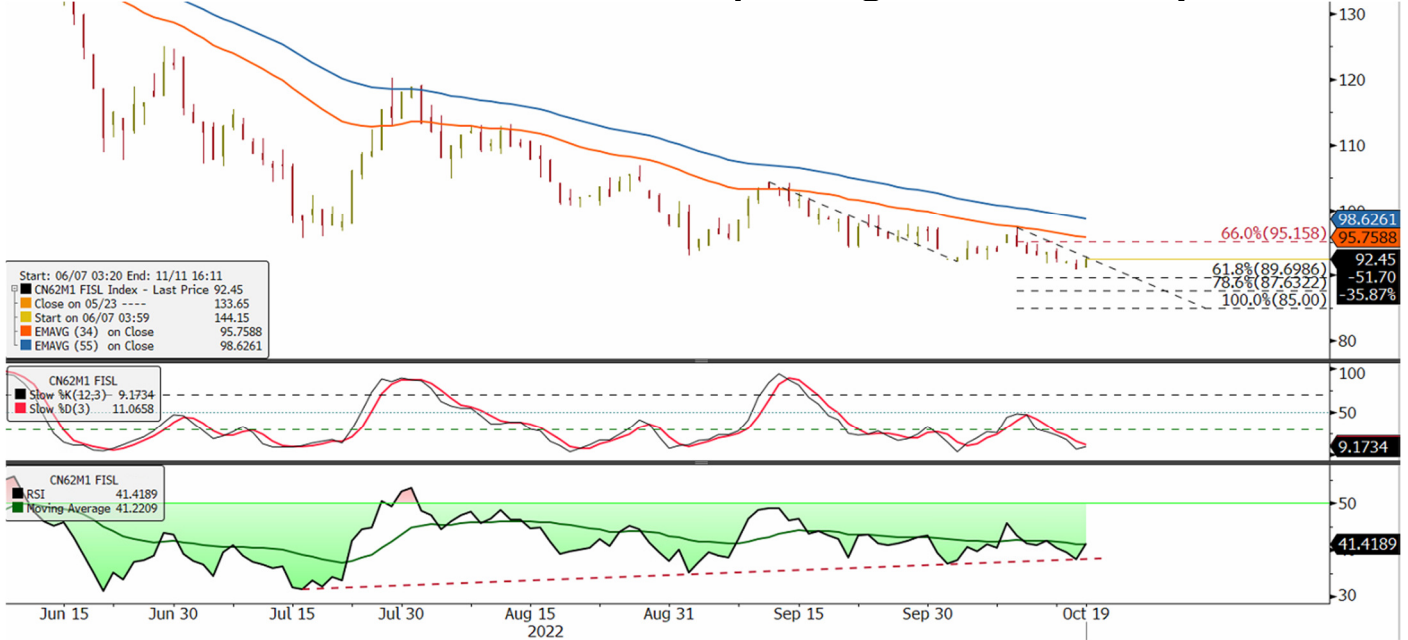 130
120
110
100
98.6261
66.0%(95.158)
95.7588
92.45
61.8%(89.6986)
-51.70
78.6%(87.6322)
-35.87%
100.0%(85.00)
80
Start: 06/07 03:20 End: 11/11 16:11
CN62M1 FISL Index - Last Price 92.45
Close on 05/23 ---- 133.65
Start on 06/07 03:59 144.15
EMAVG (34) on Close 95.7588
EMAVG (55) on Close 98.6261
CN62M1 FISL
Slow %K(12,3) 9.1734
Slow %D(3) 11.0658
100
50
9.1734
CN62M1 FISL
RSI 41.4189
Moving Average 41.2209
50
41.4189
30
Jun 15 Jun 30 Jul 15 Jul 30 Aug 15 Aug 31 Sep 15 Sep 30 Oct 19
2022